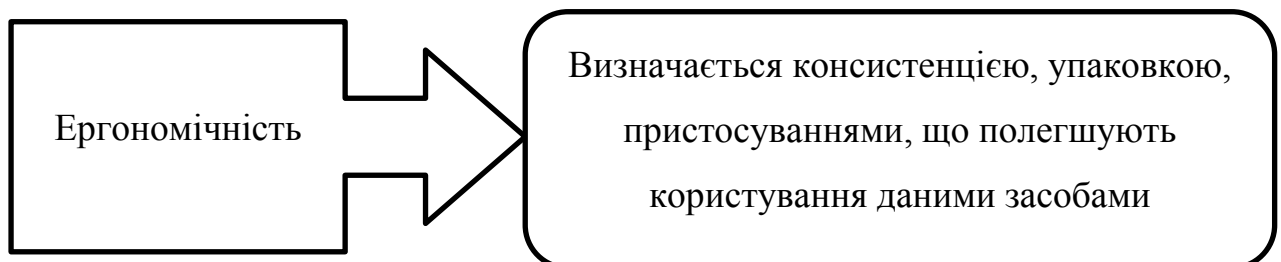 Ергономічність
Визначається консистенцією, упаковкою,
пристосуваннями, що полегшують
користування даними засобами